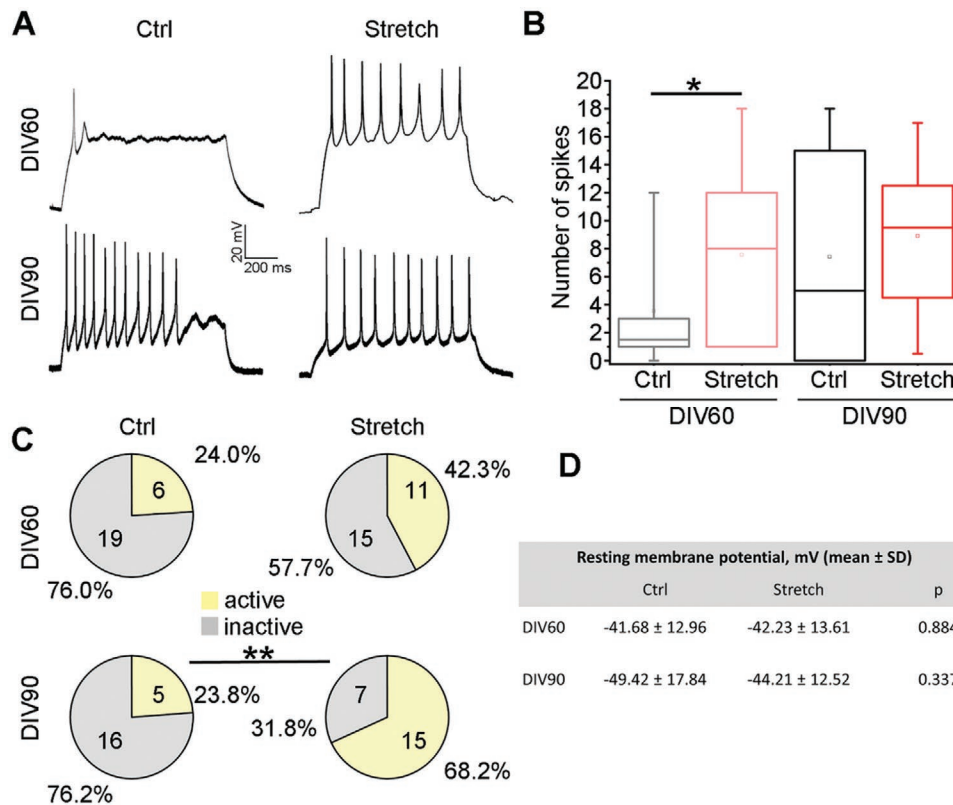 A
Ctrl
Stretch
DIV60
DIV90
20 mV
200 ms
B
Number of spikes
20
18
16
14
12
10
8
6
4
2
0
*
Ctrl
Stretch
Ctrl
Stretch
DIV60
DIV90
C
Ctrl
Stretch
DIV60
24.0%
6
19
76.0%
42.3%
11
15
57.7%
active
inactive
**
DIV90
5
23.8%
16
76.2%
7
31.8%
15
68.2%
D
Resting membrane potential, mV (mean ± SD)
Ctrl Stretch p
DIV60 -41.68 ± 12.96 -42.23 ± 13.61 0.884
DIV90 -49.42 ± 17.84 -44.21 ± 12.52 0.337